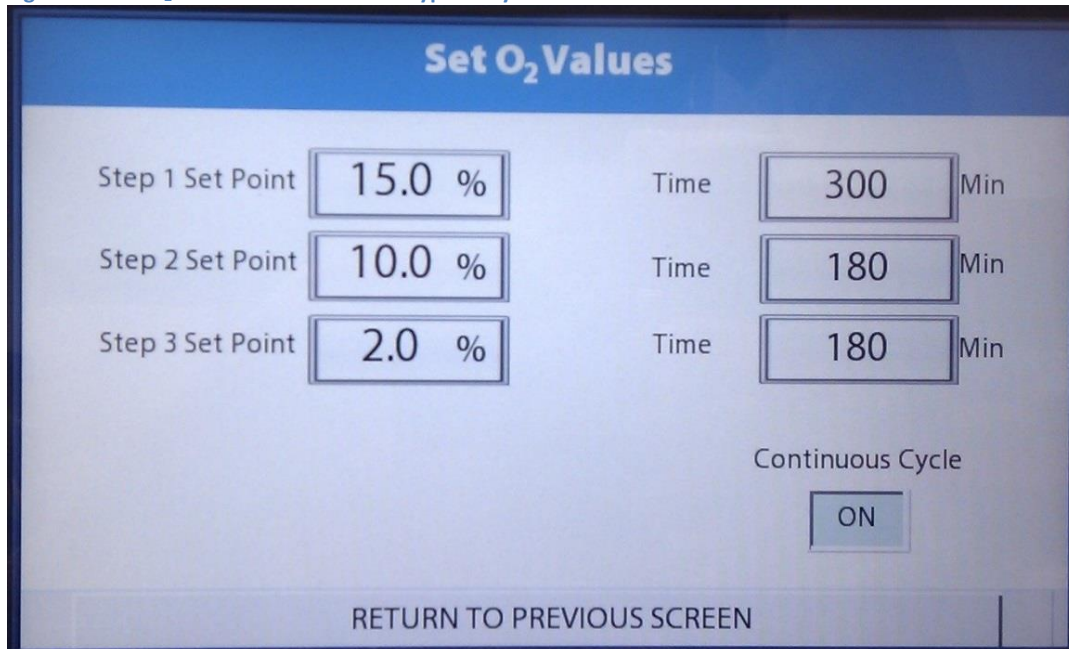 Set O₂ Values
Step 1 Set Point 15.0 % Time 300 Min
Step 2 Set Point 10.0 % Time 180 Min
Step 3 Set Point 2.0 % Time 180 Min
Continuous Cycle
ON
RETURN TO PREVIOUS SCREEN